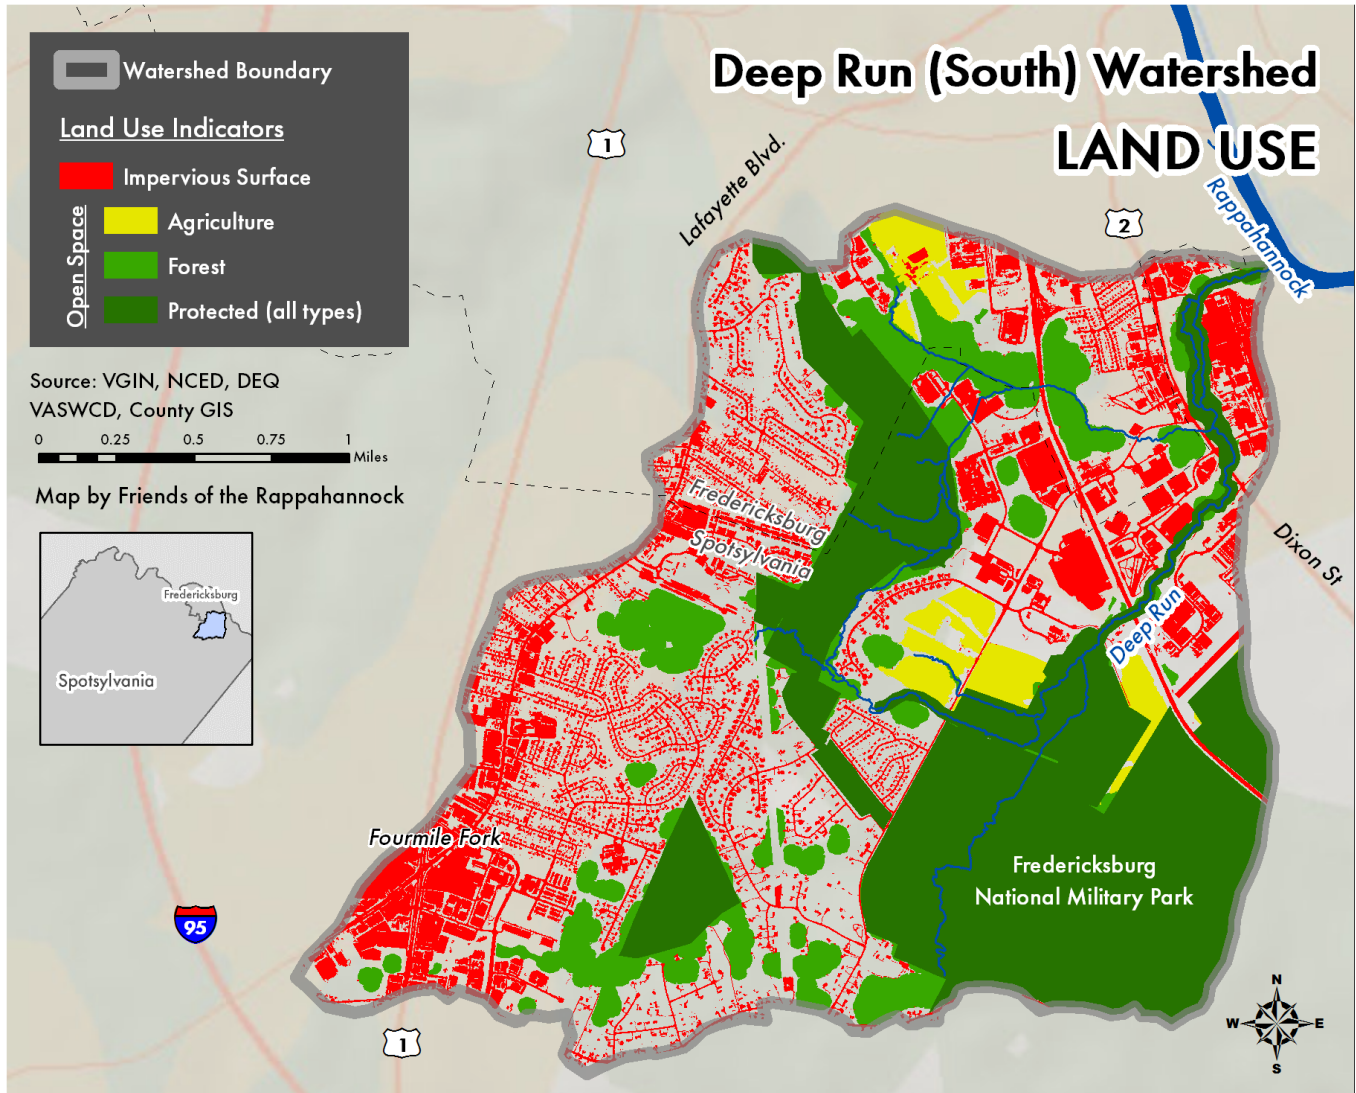 Deep Run (South) Watershed
LAND USE
Watershed Boundary
Land Use Indicators
Impervious Surface
Open Space
Agriculture
Forest
Protected (all types)
Source: VGIN, NCED, DEQ
VASWCD, County GIS
0 0.25 0.5 0.75 1
Miles
Map by Friends of the Rappahannock
Fredericksburg
Spotsylvania
1
Lafayette Blvd.
2
Rappahannock
Fredericksburg
Spotsylvania
Dixon St
Deep Run
Fourmile Fork
Fredericksburg
National Military Park
95
1
N
W E
S